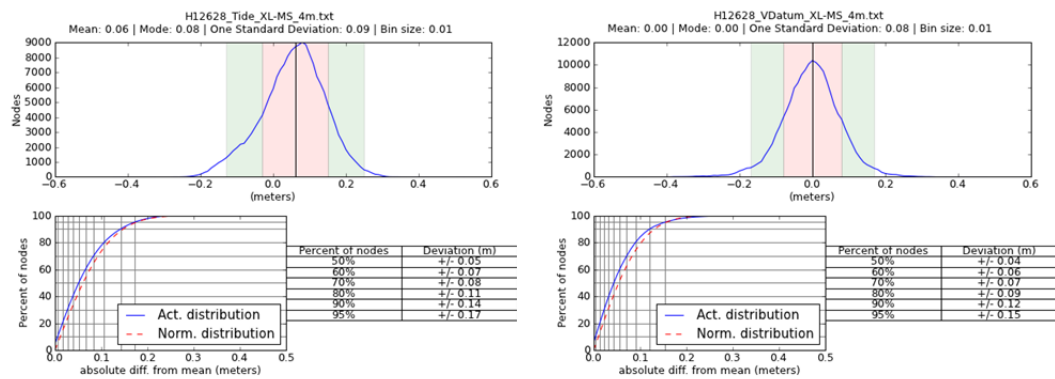 H12628_Tide_XL-MS_4m.txt
Mean: 0.06 | Mode: 0.08 | One Standard Deviation: 0.09 | Bin size: 0.01
9000
8000
7000
6000
5000
4000
3000
2000
1000
0
Nodes
−0.6 −0.4 −0.2 0.0 0.2 0.4 0.6
(meters)
100
80
60
40
20
0
Percent of nodes
Act. distribution
Norm. distribution
0.0 0.1 0.2 0.3 0.4 0.5
absolute diff. from mean (meters)
Percent of nodes Deviation (m)
50% +/- 0.05
60% +/- 0.07
70% +/- 0.08
80% +/- 0.11
90% +/- 0.14
95% +/- 0.17
H12628_VDatum_XL-MS_4m.txt
Mean: 0.00 | Mode: 0.00 | One Standard Deviation: 0.08 | Bin size: 0.01
12000
10000
8000
6000
4000
2000
0
Nodes
−0.6 −0.4 −0.2 0.0 0.2 0.4 0.6
(meters)
100
80
60
40
20
0
Percent of nodes
Act. distribution
Norm. distribution
0.0 0.1 0.2 0.3 0.4 0.5
absolute diff. from mean (meters)
Percent of nodes Deviation (m)
50% +/- 0.04
60% +/- 0.06
70% +/- 0.07
80% +/- 0.09
90% +/- 0.12
95% +/- 0.15